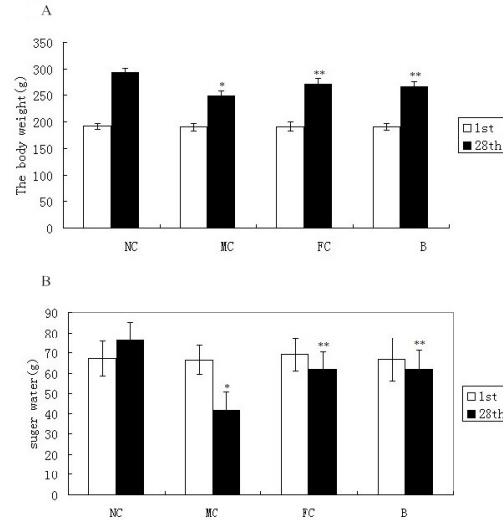 A
The body weight(g)
350
300
250
200
150
100
50
0
*
**
**
NC
MC
FC
B
1st
28th
B
suger water(g)
90
80
70
60
50
40
30
20
10
0
*
**
**
NC
MC
FC
B
1st
28th